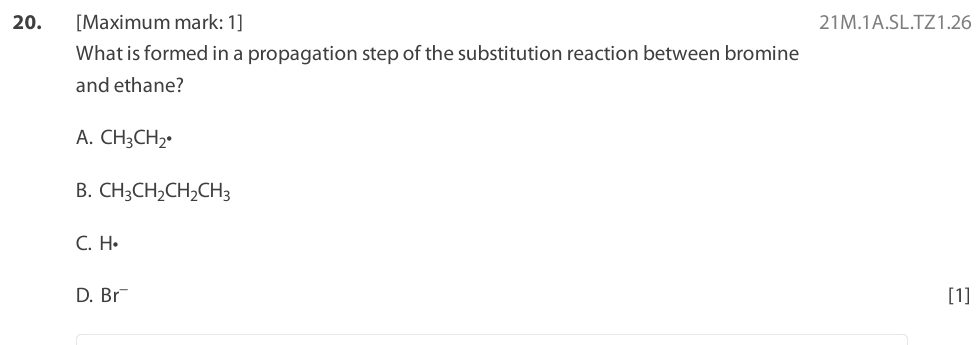 20. [Maximum mark: 1] 21M.1A.SL.TZ1.26
What is formed in a propagation step of the substitution reaction between bromine
and ethane?
A. CH₃CH₂•
B. CH₃CH₂CH₂CH₃
C. H•
D. Br⁻ [1]